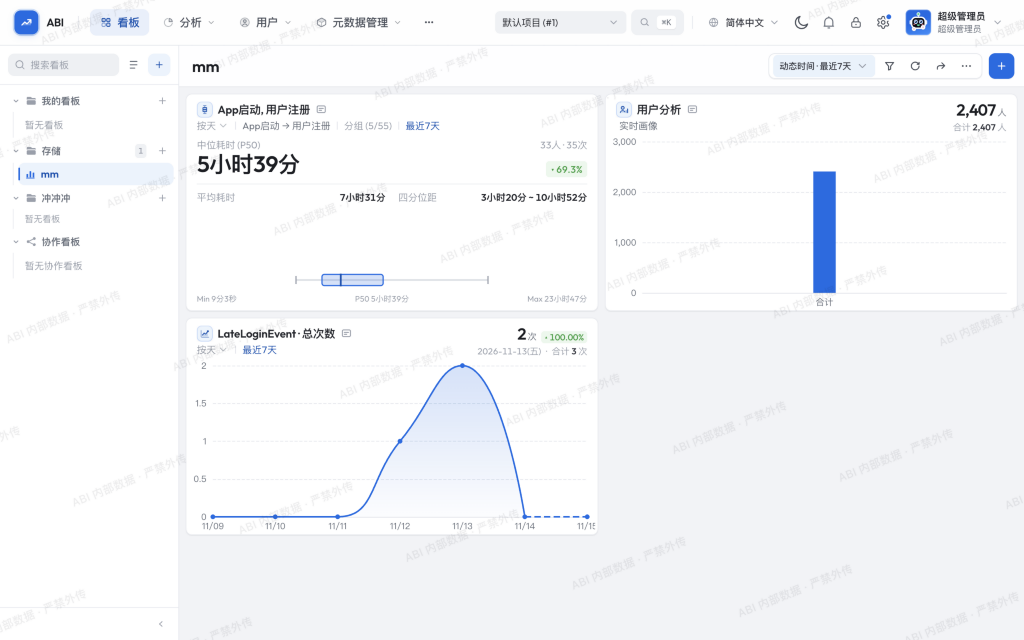 ABI
看板
分析
用户
元数据管理
默认项目 (#1)
⌘K
简体中文
超级管理员
超级管理员
搜索看板
我的看板
暂无看板
存储
1
mm
冲冲冲
暂无看板
协作看板
暂无协作看板
mm
动态时间 · 最近7天
App启动, 用户注册
按天
App启动 → 用户注册
分组 (5/55)
最近7天
中位耗时 (P50)
33人 · 35次
5小时39分
69.3%
平均耗时
7小时31分
四分位距
3小时20分 – 10小时52分
Min 9分3秒
P50 5小时39分
Max 23小时47分
用户分析
实时画像
2,407 人
合计 2,407 人
3,000
2,000
1,000
0
合计
LateLoginEvent · 总次数
按天
最近7天
2 次
100.00%
2026-11-13(五) · 合计 3 次
2
1.5
1
0.5
0
11/09
11/10
11/11
11/12
11/13
11/14
11/15
ABI 内部数据 · 严禁外传